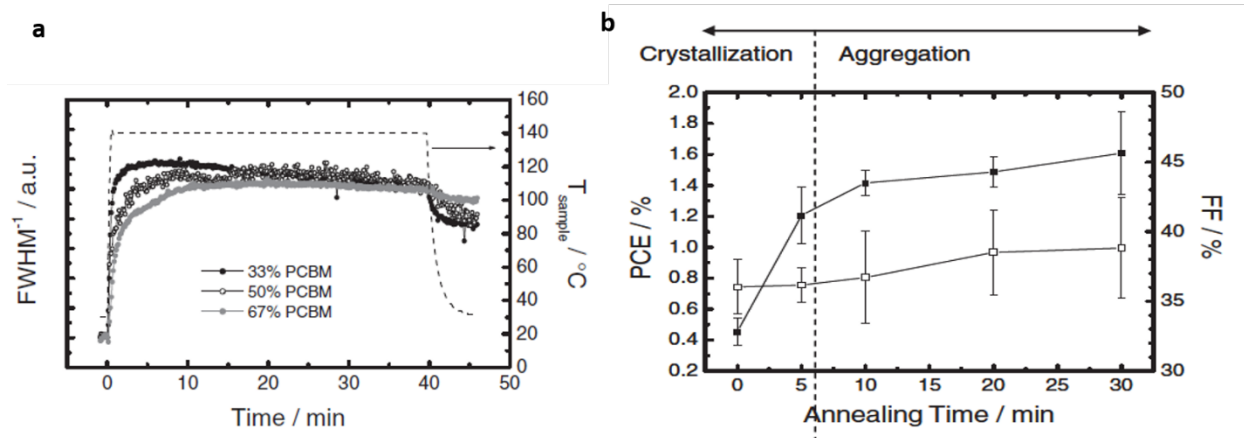 a
FWHM⁻¹ / a.u.
160
140
120
100
80
60
40
20
0
T sample / °C
33% PCBM
50% PCBM
67% PCBM
0 10 20 30 40 50
Time / min
b
Crystallization Aggregation
PCE / %
2.0
1.8
1.6
1.4
1.2
1.0
0.8
0.6
0.4
0.2
50
45
40
35
30
FF / %
0 5 10 15 20 25 30
Annealing Time / min